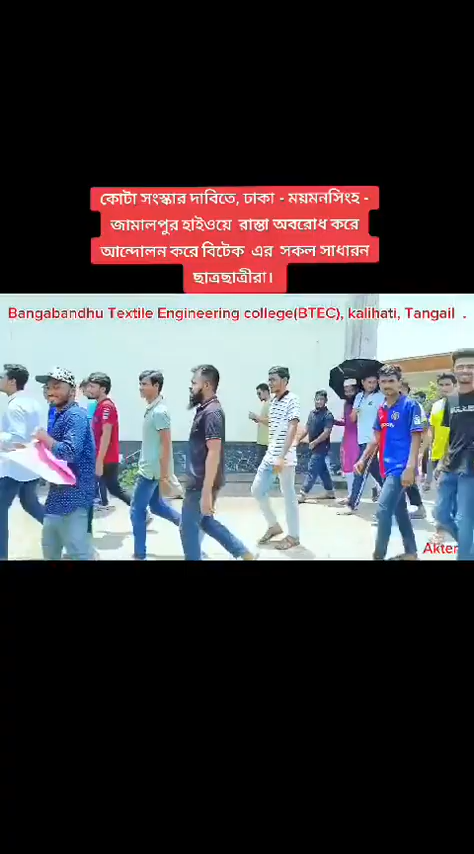 কোটা সংস্কার দাবিতে, ঢাকা - ময়মনসিংহ -
জামালপুর হাইওয়ে রাস্তা অবরোধ করে
আন্দোলন করে বিটেক এর সকল সাধারন
ছাত্রছাত্রীরা।
Bangabandhu Textile Engineering college(BTEC), kalihati, Tangail .
Akter